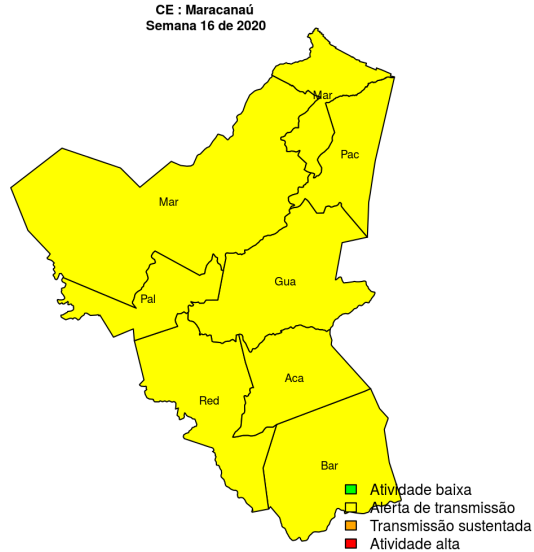 CE : Maracanaú
Semana 16 de 2020
Mar
Pac
Mar
Gua
Pal
Aca
Red
Bar
Atividade baixa
Alerta de transmissão
Transmissão sustentada
Atividade alta